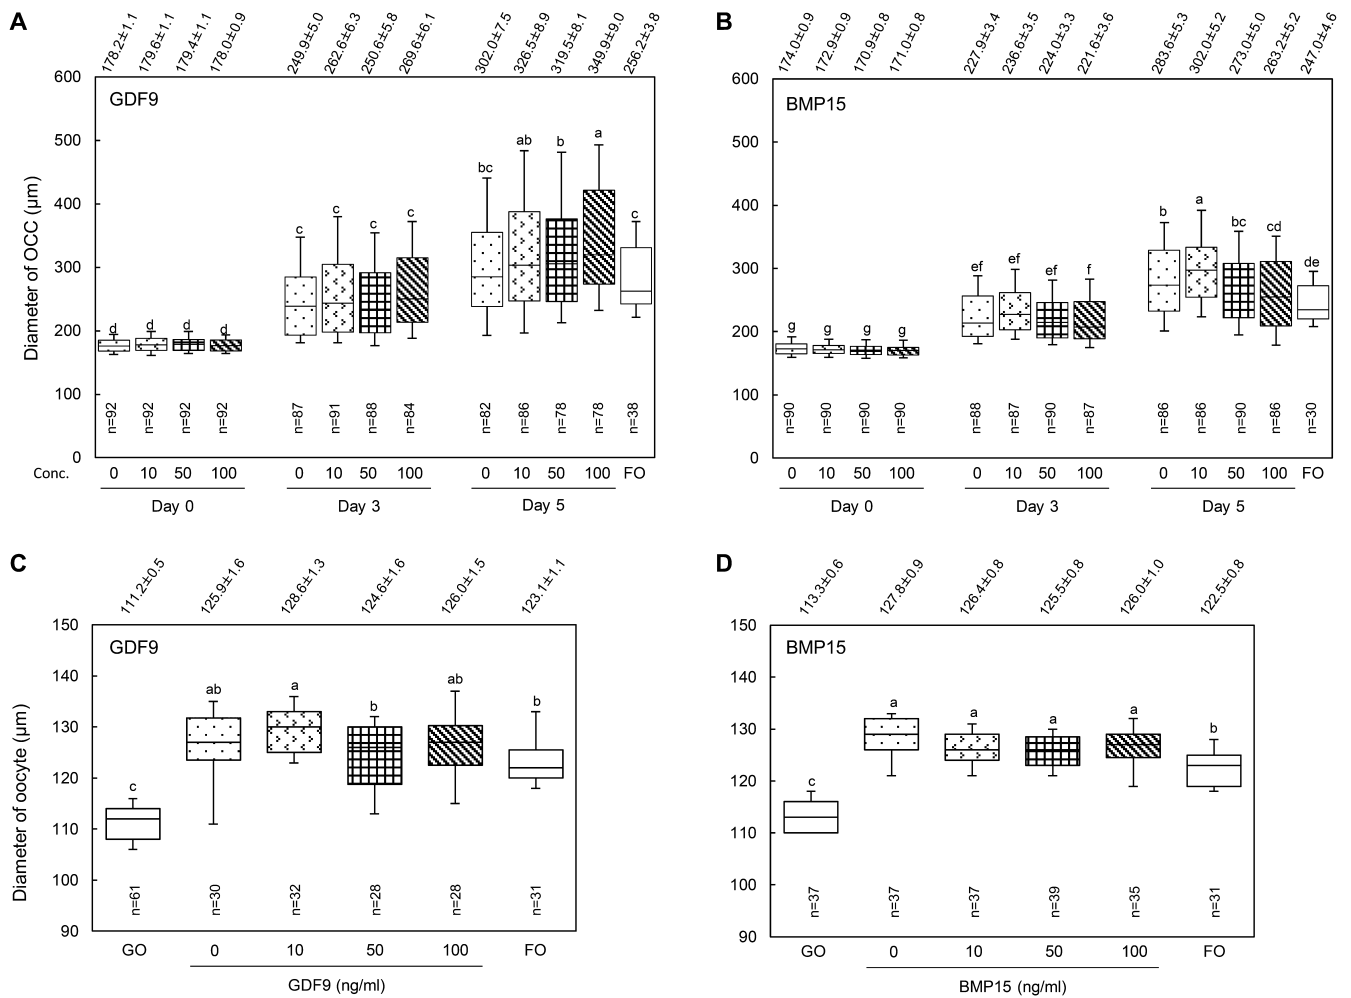 A
178.2±1.1 179.6±1.1 179.4±1.1 178.0±0.9 249.9±5.0 262.6±6.3 250.6±5.8 269.6±6.1 302.0±7.5 326.5±8.9 319.5±8.1 349.9±9.0 256.2±3.8
GDF9
Diameter of OCC (μm)
600
500
400
300
200
100
0
d d d d c c c c bc ab b a c
n=92 n=92 n=92 n=92 n=87 n=91 n=88 n=84 n=82 n=86 n=78 n=78 n=38
Conc. 0 10 50 100 0 10 50 100 0 10 50 100 FO
Day 0 Day 3 Day 5
B
174.0±0.9 172.9±0.9 170.9±0.8 171.0±0.8 227.9±3.4 236.6±3.5 224.0±3.3 221.6±3.6 283.6±5.3 302.0±5.2 273.0±5.0 263.2±5.2 247.0±4.6
BMP15
600
500
400
300
200
100
0
g g g g ef ef ef f b a bc cd de
n=90 n=90 n=90 n=90 n=88 n=87 n=90 n=87 n=86 n=86 n=90 n=86 n=30
0 10 50 100 0 10 50 100 0 10 50 100 FO
Day 0 Day 3 Day 5
C
111.2±0.5 125.9±1.6 128.6±1.3 124.6±1.6 126.0±1.5 123.1±1.1
GDF9
Diameter of oocyte (μm)
150
140
130
120
110
100
90
c ab a b ab b
n=61 n=30 n=32 n=28 n=28 n=31
GO 0 10 50 100 FO
GDF9 (ng/ml)
D
113.3±0.6 127.8±0.9 126.4±0.8 125.5±0.8 126.0±1.0 122.5±0.8
BMP15
150
140
130
120
110
100
90
c a a a a b
n=37 n=37 n=37 n=39 n=35 n=31
GO 0 10 50 100 FO
BMP15 (ng/ml)